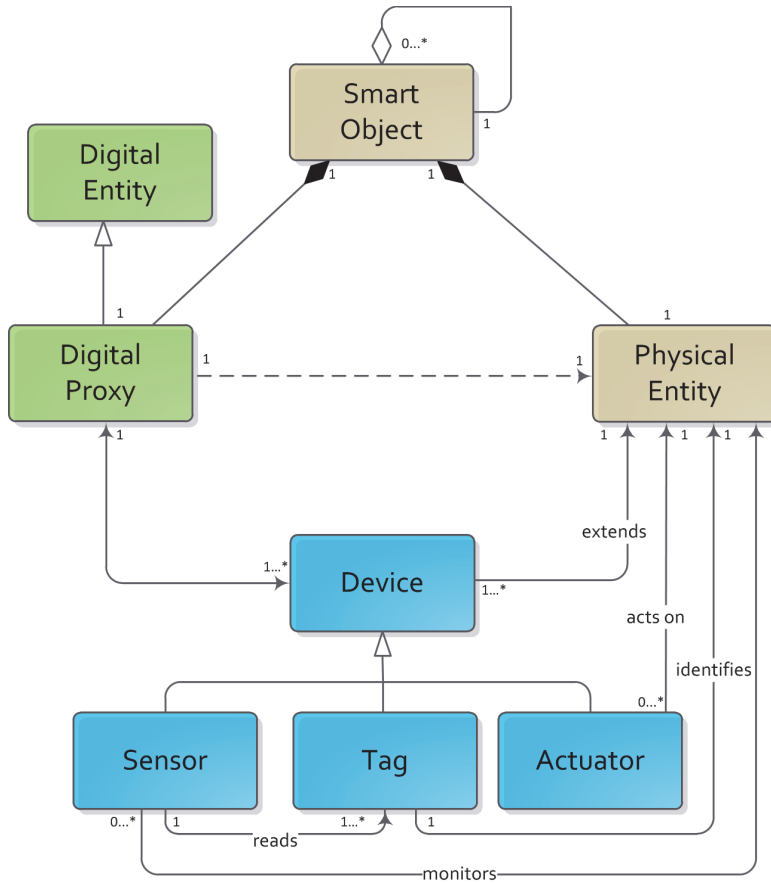 0...*
Smart
Object
1
Digital
Entity
1
1
1
1
Digital
Proxy
1
1
Physical
Entity
1
1
1
1
extends
Device
1...*
1...*
acts on
identifies
0...*
Sensor
Tag
Actuator
0...*
1
reads
1...*
1
monitors